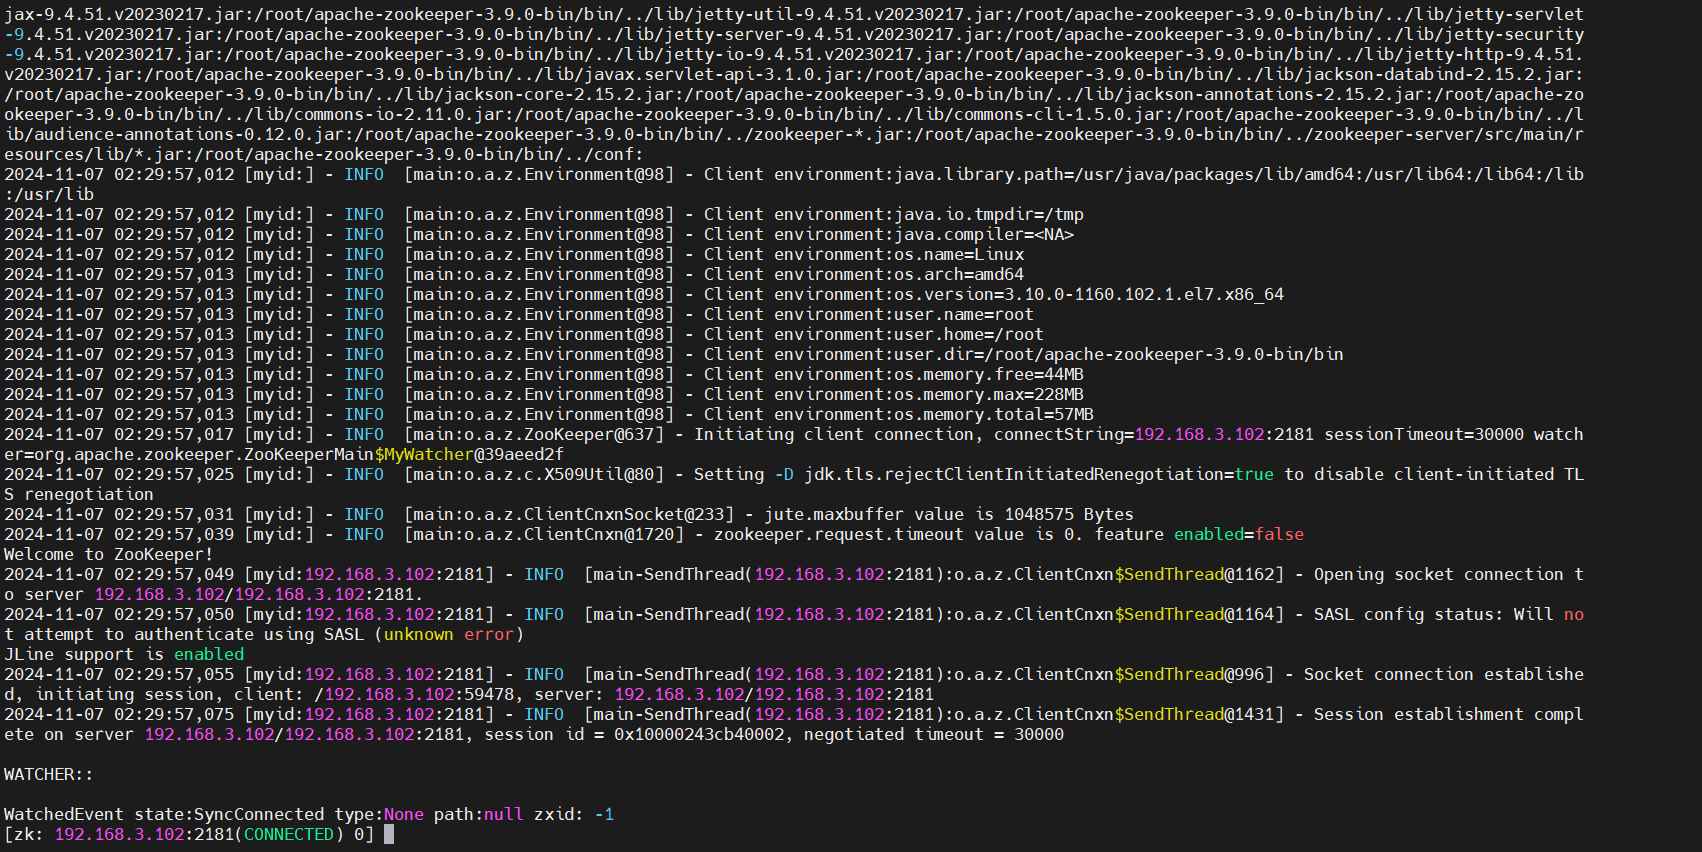 jax-9.4.51.v20230217.jar:/root/apache-zookeeper-3.9.0-bin/bin/../lib/jetty-util-9.4.51.v20230217.jar:/root/apache-zookeeper-3.9.0-bin/bin/../lib/jetty-servlet
-9.4.51.v20230217.jar:/root/apache-zookeeper-3.9.0-bin/bin/../lib/jetty-server-9.4.51.v20230217.jar:/root/apache-zookeeper-3.9.0-bin/bin/../lib/jetty-security
-9.4.51.v20230217.jar:/root/apache-zookeeper-3.9.0-bin/bin/../lib/jetty-io-9.4.51.v20230217.jar:/root/apache-zookeeper-3.9.0-bin/bin/../lib/jetty-http-9.4.51.
v20230217.jar:/root/apache-zookeeper-3.9.0-bin/bin/../lib/javax.servlet-api-3.1.0.jar:/root/apache-zookeeper-3.9.0-bin/bin/../lib/jackson-databind-2.15.2.jar:
/root/apache-zookeeper-3.9.0-bin/bin/../lib/jackson-core-2.15.2.jar:/root/apache-zookeeper-3.9.0-bin/bin/../lib/jackson-annotations-2.15.2.jar:/root/apache-zo
okeeper-3.9.0-bin/bin/../lib/commons-io-2.11.0.jar:/root/apache-zookeeper-3.9.0-bin/bin/../lib/commons-cli-1.5.0.jar:/root/apache-zookeeper-3.9.0-bin/bin/../l
ib/audience-annotations-0.12.0.jar:/root/apache-zookeeper-3.9.0-bin/bin/../zookeeper-*.jar:/root/apache-zookeeper-3.9.0-bin/bin/../zookeeper-server/src/main/r
esources/lib/*.jar:/root/apache-zookeeper-3.9.0-bin/bin/../conf:
2024-11-07 02:29:57,012 [myid:] - INFO  [main:o.a.z.Environment@98] - Client environment:java.library.path=/usr/java/packages/lib/amd64:/usr/lib64:/lib64:/lib
:/usr/lib
2024-11-07 02:29:57,012 [myid:] - INFO  [main:o.a.z.Environment@98] - Client environment:java.io.tmpdir=/tmp
2024-11-07 02:29:57,012 [myid:] - INFO  [main:o.a.z.Environment@98] - Client environment:java.compiler=<NA>
2024-11-07 02:29:57,012 [myid:] - INFO  [main:o.a.z.Environment@98] - Client environment:os.name=Linux
2024-11-07 02:29:57,013 [myid:] - INFO  [main:o.a.z.Environment@98] - Client environment:os.arch=amd64
2024-11-07 02:29:57,013 [myid:] - INFO  [main:o.a.z.Environment@98] - Client environment:os.version=3.10.0-1160.102.1.el7.x86_64
2024-11-07 02:29:57,013 [myid:] - INFO  [main:o.a.z.Environment@98] - Client environment:user.name=root
2024-11-07 02:29:57,013 [myid:] - INFO  [main:o.a.z.Environment@98] - Client environment:user.home=/root
2024-11-07 02:29:57,013 [myid:] - INFO  [main:o.a.z.Environment@98] - Client environment:user.dir=/root/apache-zookeeper-3.9.0-bin/bin
2024-11-07 02:29:57,013 [myid:] - INFO  [main:o.a.z.Environment@98] - Client environment:os.memory.free=44MB
2024-11-07 02:29:57,013 [myid:] - INFO  [main:o.a.z.Environment@98] - Client environment:os.memory.max=228MB
2024-11-07 02:29:57,013 [myid:] - INFO  [main:o.a.z.Environment@98] - Client environment:os.memory.total=57MB
2024-11-07 02:29:57,017 [myid:] - INFO  [main:o.a.z.ZooKeeper@637] - Initiating client connection, connectString=192.168.3.102:2181 sessionTimeout=30000 watch
er=org.apache.zookeeper.ZooKeeperMain$MyWatcher@39aeed2f
2024-11-07 02:29:57,025 [myid:] - INFO  [main:o.a.z.c.X509Util@80] - Setting -D jdk.tls.rejectClientInitiatedRenegotiation=true to disable client-initiated TL
S renegotiation
2024-11-07 02:29:57,031 [myid:] - INFO  [main:o.a.z.ClientCnxnSocket@233] - jute.maxbuffer value is 1048575 Bytes
2024-11-07 02:29:57,039 [myid:] - INFO  [main:o.a.z.ClientCnxn@1720] - zookeeper.request.timeout value is 0. feature enabled=false
Welcome to ZooKeeper!
2024-11-07 02:29:57,049 [myid:192.168.3.102:2181] - INFO  [main-SendThread(192.168.3.102:2181):o.a.z.ClientCnxn$SendThread@1162] - Opening socket connection t
o server 192.168.3.102/192.168.3.102:2181.
2024-11-07 02:29:57,050 [myid:192.168.3.102:2181] - INFO  [main-SendThread(192.168.3.102:2181):o.a.z.ClientCnxn$SendThread@1164] - SASL config status: Will no
t attempt to authenticate using SASL (unknown error)
JLine support is enabled
2024-11-07 02:29:57,055 [myid:192.168.3.102:2181] - INFO  [main-SendThread(192.168.3.102:2181):o.a.z.ClientCnxn$SendThread@996] - Socket connection establishe
d, initiating session, client: /192.168.3.102:59478, server: 192.168.3.102/192.168.3.102:2181
2024-11-07 02:29:57,075 [myid:192.168.3.102:2181] - INFO  [main-SendThread(192.168.3.102:2181):o.a.z.ClientCnxn$SendThread@1431] - Session establishment compl
ete on server 192.168.3.102/192.168.3.102:2181, session id = 0x10000243cb40002, negotiated timeout = 30000
WATCHER::
WatchedEvent state:SyncConnected type:None path:null zxid: -1
[zk: 192.168.3.102:2181(CONNECTED) 0]